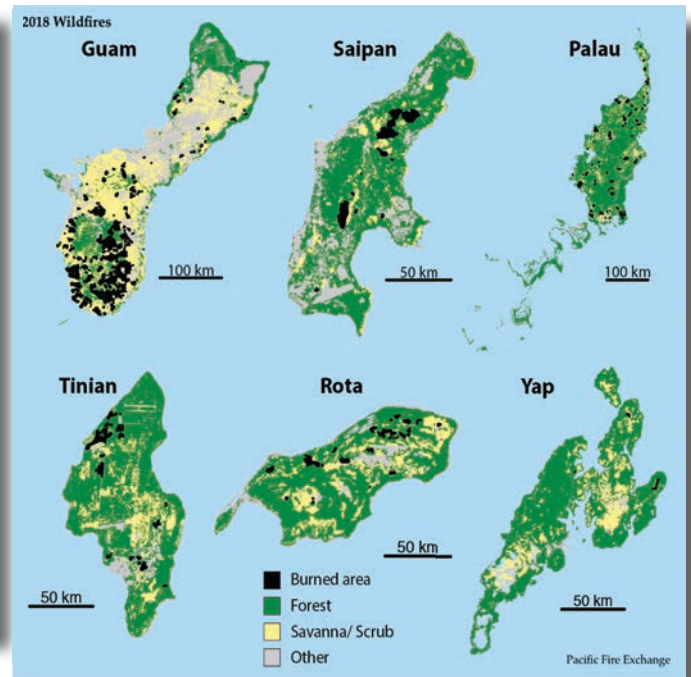 2018 Wildfires
Guam
Saipan
Palau
100 km
50 km
100 km
Tinian
Rota
Yap
50 km
50 km
50 km
Burned area
Forest
Savanna/ Scrub
Other
Pacific Fire Exchange